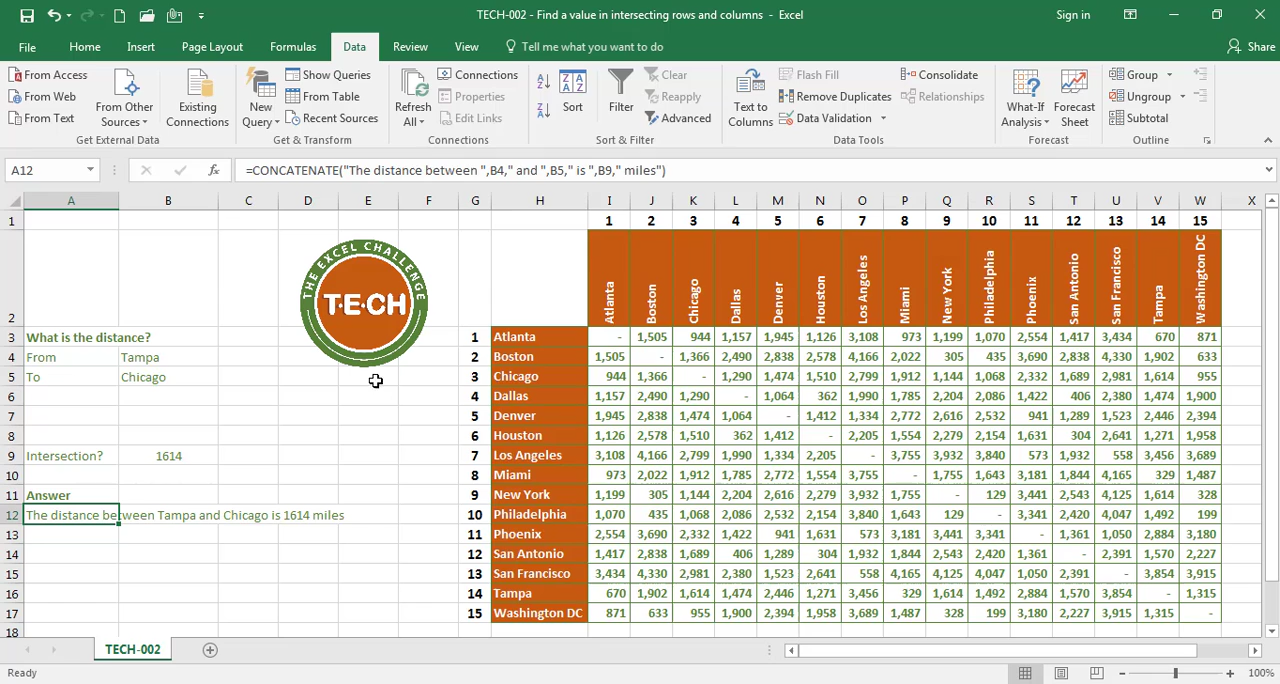 TECH-002 - Find a value in intersecting rows and columns - Excel
Sign in
File Home Insert Page Layout Formulas Data Review View Tell me what you want to do Share
From Access
From Web
From Text
From Other Sources
Existing Connections
Get External Data
New Query
Show Queries
From Table
Recent Sources
Get & Transform
Refresh All
Connections
Properties
Edit Links
Connections
Sort
Filter
Clear
Reapply
Advanced
Sort & Filter
Text to Columns
Flash Fill
Remove Duplicates
Data Validation
Consolidate
Relationships
Data Tools
What-If Analysis
Forecast Sheet
Forecast
Group
Ungroup
Subtotal
Outline
A12 fx =CONCATENATE("The distance between ",B4," and ",B5," is ",B9," miles")
A B C D E F G H I J K L M N O P Q R S T U V W X
1 1 2 3 4 5 6 7 8 9 10 11 12 13 14 15
2 Atlanta Boston Chicago Dallas Denver Houston Los Angeles Miami New York Philadelphia Phoenix San Antonio San Francisco Tampa Washington DC
THE EXCEL CHALLENGE
T·E·CH
3 What is the distance? 1 Atlanta - 1,505 944 1,157 1,945 1,126 3,108 973 1,199 1,070 2,554 1,417 3,434 670 871
4 From Tampa 2 Boston 1,505 - 1,366 2,490 2,838 2,578 4,166 2,022 305 435 3,690 2,838 4,330 1,902 633
5 To Chicago 3 Chicago 944 1,366 - 1,290 1,474 1,510 2,799 1,912 1,144 1,068 2,332 1,689 2,981 1,614 955
6 4 Dallas 1,157 2,490 1,290 - 1,064 362 1,990 1,785 2,204 2,086 1,422 406 2,380 1,474 1,900
7 5 Denver 1,945 2,838 1,474 1,064 - 1,412 1,334 2,772 2,616 2,532 941 1,289 1,523 2,446 2,394
8 6 Houston 1,126 2,578 1,510 362 1,412 - 2,205 1,554 2,279 2,154 1,631 304 2,641 1,271 1,958
9 Intersection? 1614 7 Los Angeles 3,108 4,166 2,799 1,990 1,334 2,205 - 3,755 3,932 3,840 573 1,932 558 3,456 3,689
10 8 Miami 973 2,022 1,912 1,785 2,772 1,554 3,755 - 1,755 1,643 3,181 1,844 4,165 329 1,487
11 Answer 9 New York 1,199 305 1,144 2,204 2,616 2,279 3,932 1,755 - 129 3,441 2,543 4,125 1,614 328
12 The distance between Tampa and Chicago is 1614 miles 10 Philadelphia 1,070 435 1,068 2,086 2,532 2,154 3,840 1,643 129 - 3,341 2,420 4,047 1,492 199
13 11 Phoenix 2,554 3,690 2,332 1,422 941 1,631 573 3,181 3,441 3,341 - 1,361 1,050 2,884 3,180
14 12 San Antonio 1,417 2,838 1,689 406 1,289 304 1,932 1,844 2,543 2,420 1,361 - 2,391 1,570 2,227
15 13 San Francisco 3,434 4,330 2,981 2,380 1,523 2,641 558 4,165 4,125 4,047 1,050 2,391 - 3,854 3,915
16 14 Tampa 670 1,902 1,614 1,474 2,446 1,271 3,456 329 1,614 1,492 2,884 1,570 3,854 - 1,315
17 15 Washington DC 871 633 955 1,900 2,394 1,958 3,689 1,487 328 199 3,180 2,227 3,915 1,315 -
18
TECH-002
Ready
100%